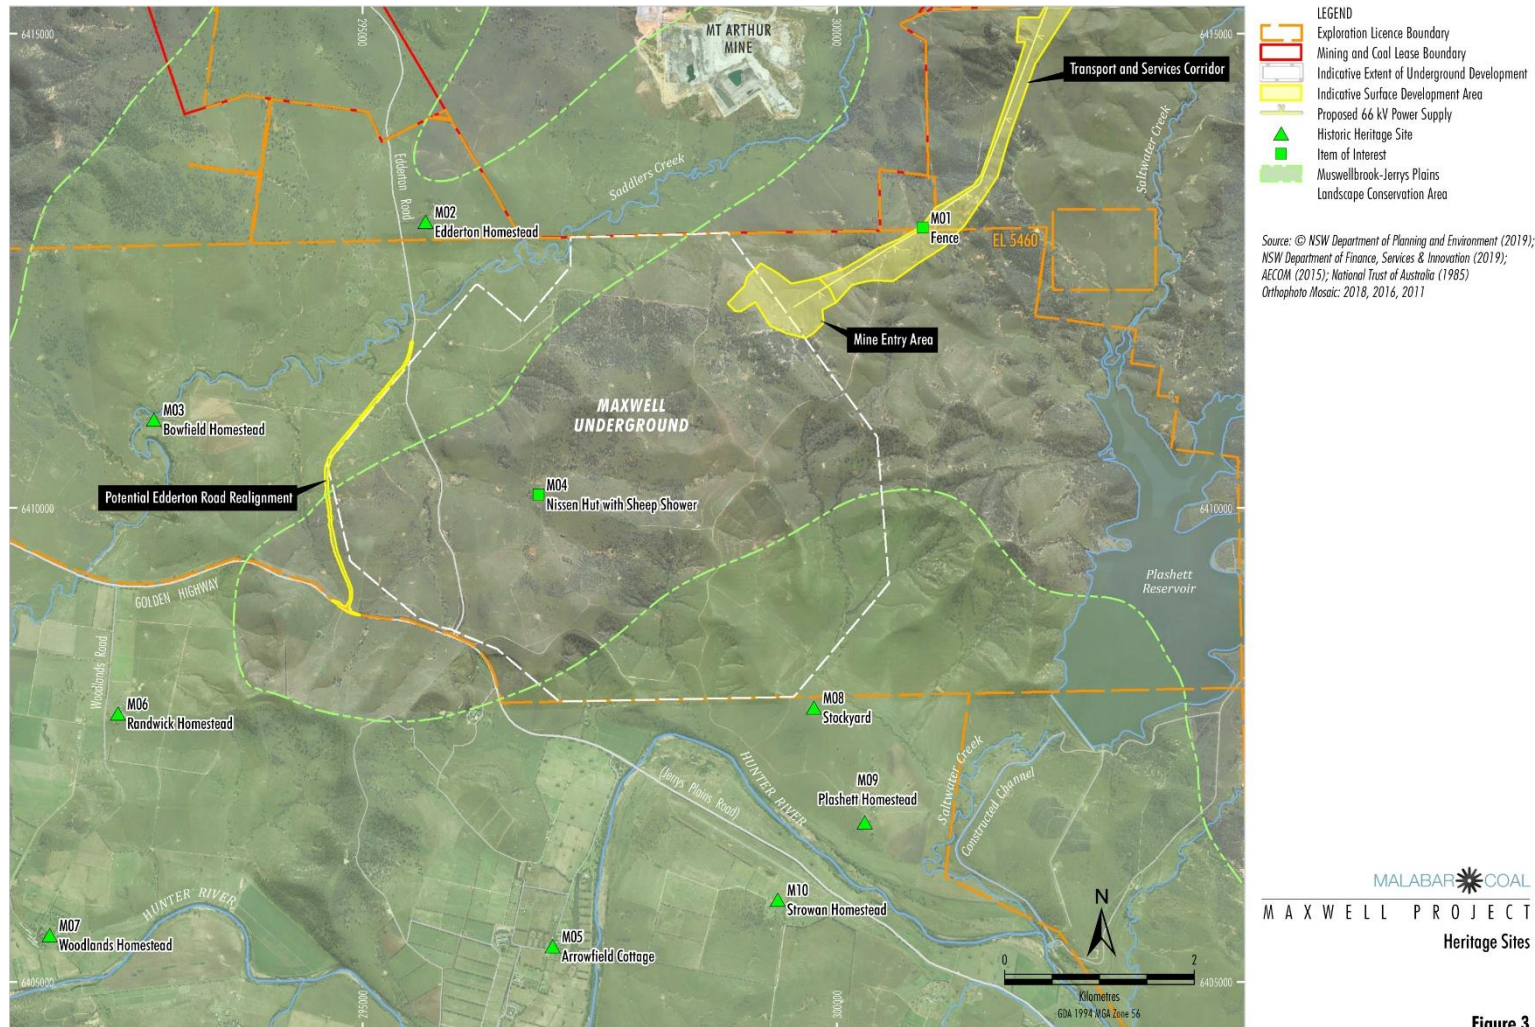 6415000
295000
MT ARTHUR
MINE
300000
6415000
Transport and Services Corridor
Saltwater Creek
Edderton Road
Saddlers Creek
M02
Edderton Homestead
M01
Fence
EL 5460
Mine Entry Area
M03
Bowfield Homestead
MAXWELL
UNDERGROUND
Potential Edderton Road Realignment
M04
Nissen Hut with Sheep Shower
6410000
6410000
Plashett
Reservoir
GOLDEN HIGHWAY
Woodlands Road
M06
Randwick Homestead
M08
Stockyard
HUNTER RIVER
(Jerrys Plains Road)
M09
Plashett Homestead
Saltwater Creek
Constructed Channel
M10
Strowan Homestead
HUNTER RIVER
M07
Woodlands Homestead
M05
Arrowfield Cottage
N
0 2
Kilometres
GDA 1994 MGA Zone 56
6405000
295000
300000
6405000
LEGEND
Exploration Licence Boundary
Mining and Coal Lease Boundary
Indicative Extent of Underground Development
Indicative Surface Development Area
Proposed 66 kV Power Supply
Historic Heritage Site
Item of Interest
Muswellbrook-Jerrys Plains
Landscape Conservation Area
Source: © NSW Department of Planning and Environment (2019);
NSW Department of Finance, Services & Innovation (2019);
AECOM (2015); National Trust of Australia (1985)
Orthophoto Mosaic: 2018, 2016, 2011
MALABAR COAL
MAXWELL PROJECT
Heritage Sites
Figure 3